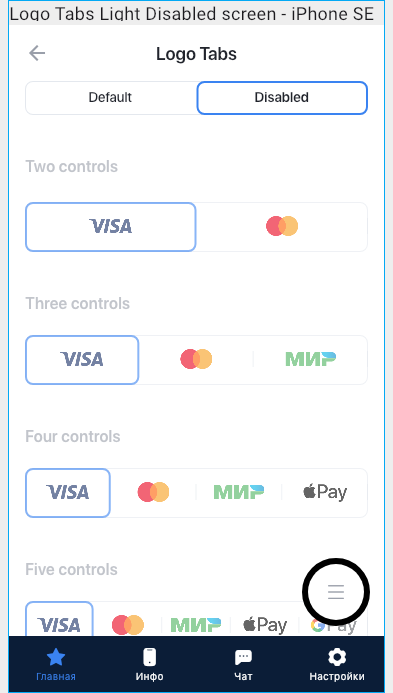 Logo Tabs Light Disabled screen - iPhone SE
Logo Tabs
Default Disabled
Two controls
VISA
Three controls
VISA МИР
Four controls
VISA МИР Pay
Five controls
VISA МИР Pay G Pay
Главная Инфо Чат Настройки